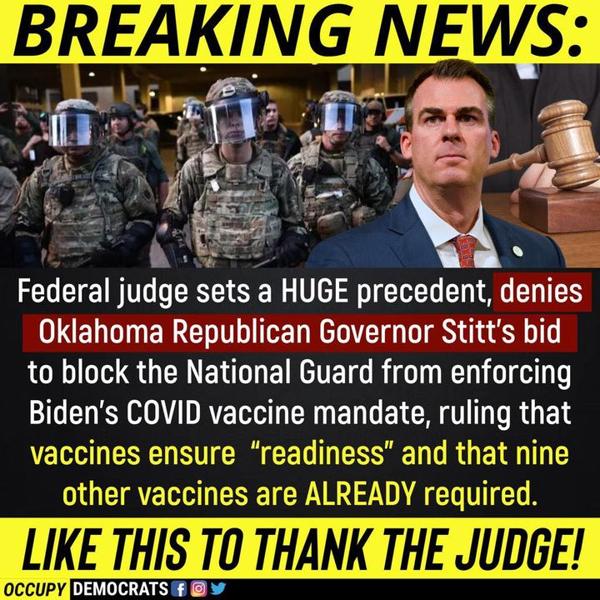 BREAKING NEWS:
Federal judge sets a HUGE precedent, denies
Oklahoma Republican Governor Stitt's bid
to block the National Guard from enforcing
Biden's COVID vaccine mandate, ruling that
vaccines ensure "readiness" and that nine
other vaccines are ALREADY required.
LIKE THIS TO THANK THE JUDGE!
OCCUPY DEMOCRATS